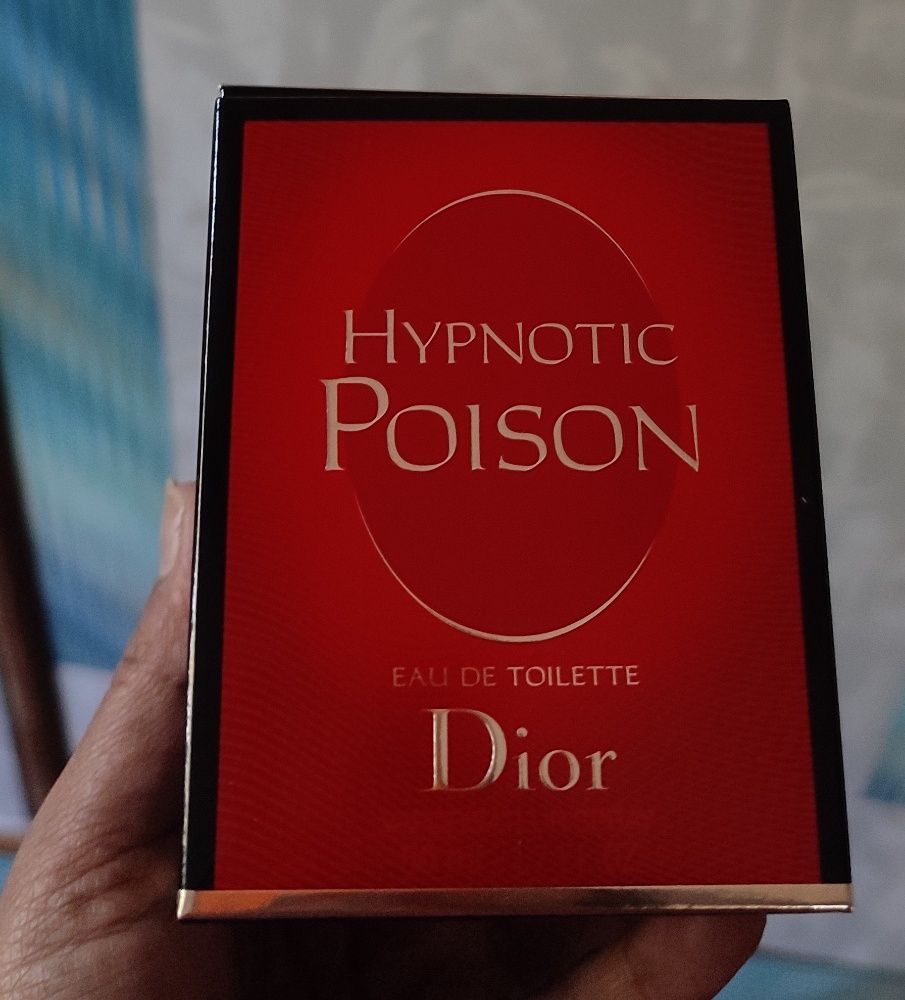 HYPNOTIC
POISON
EAU DE TOILETTE
Dior